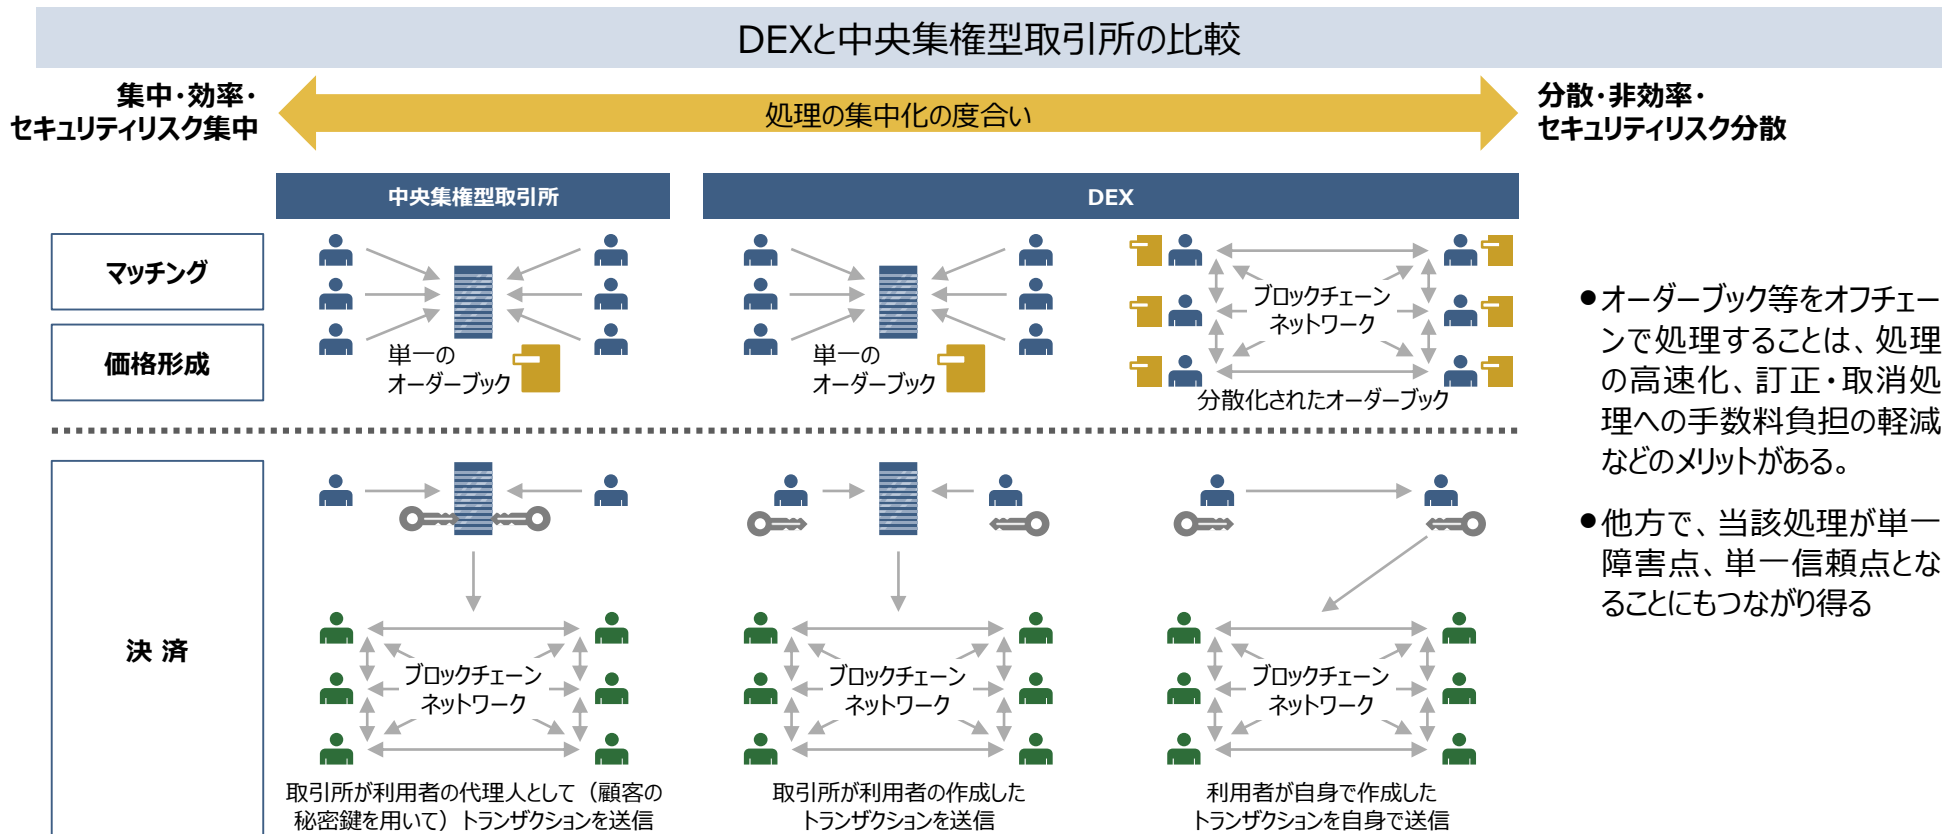 DEXと中央集権型取引所の比較
集中・効率・
セキュリティリスク集中
処理の集中化の度合い
分散・非効率・
セキュリティリスク分散
中央集権型取引所
DEX
マッチング
価格形成
単一の
オーダーブック
単一の
オーダーブック
ブロックチェーン
ネットワーク
分散化されたオーダーブック
決 済
ブロックチェーン
ネットワーク
ブロックチェーン
ネットワーク
ブロックチェーン
ネットワーク
取引所が利用者の代理人として（顧客の
秘密鍵を用いて）トランザクションを送信
取引所が利用者の作成した
トランザクションを送信
利用者が自身で作成した
トランザクションを自身で送信
●オーダーブック等をオフチェー
ンで処理することは、処理
の高速化、訂正・取消処
理への手数料負担の軽減
などのメリットがある。
●他方で、当該処理が単一
障害点、単一信頼点とな
ることにもつながり得る